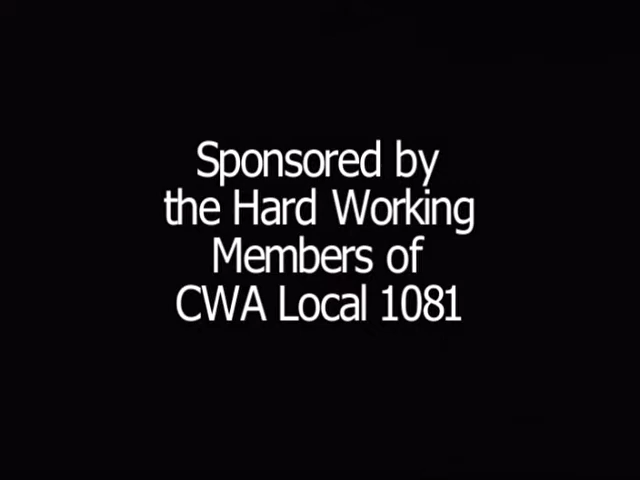 Sponsored by
the Hard Working
Members of
CWA Local 1081